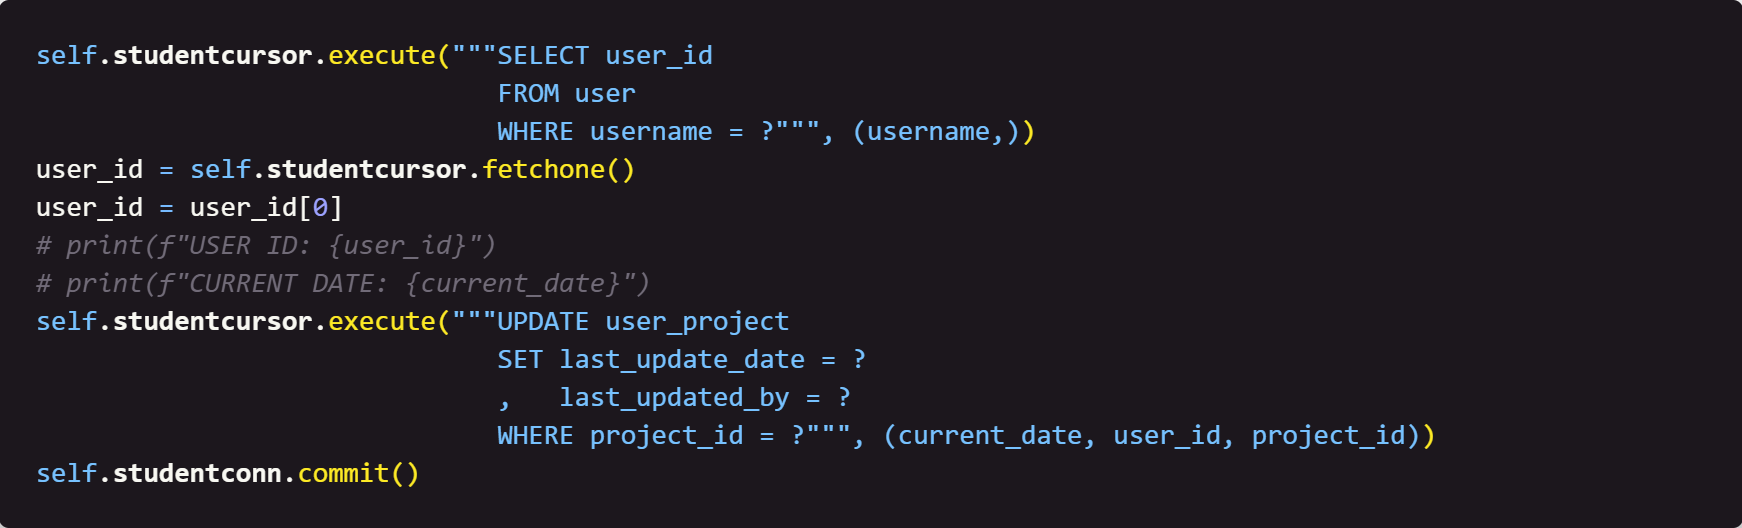 self.studentcursor.execute("""SELECT user_id
                              FROM user
                              WHERE username = ?""", (username,))
user_id = self.studentcursor.fetchone()
user_id = user_id[0]
# print(f"USER ID: {user_id}")
# print(f"CURRENT DATE: {current_date}")
self.studentcursor.execute("""UPDATE user_project
                              SET last_update_date = ?
                              ,   last_updated_by = ?
                              WHERE project_id = ?""", (current_date, user_id, project_id))
self.studentconn.commit()